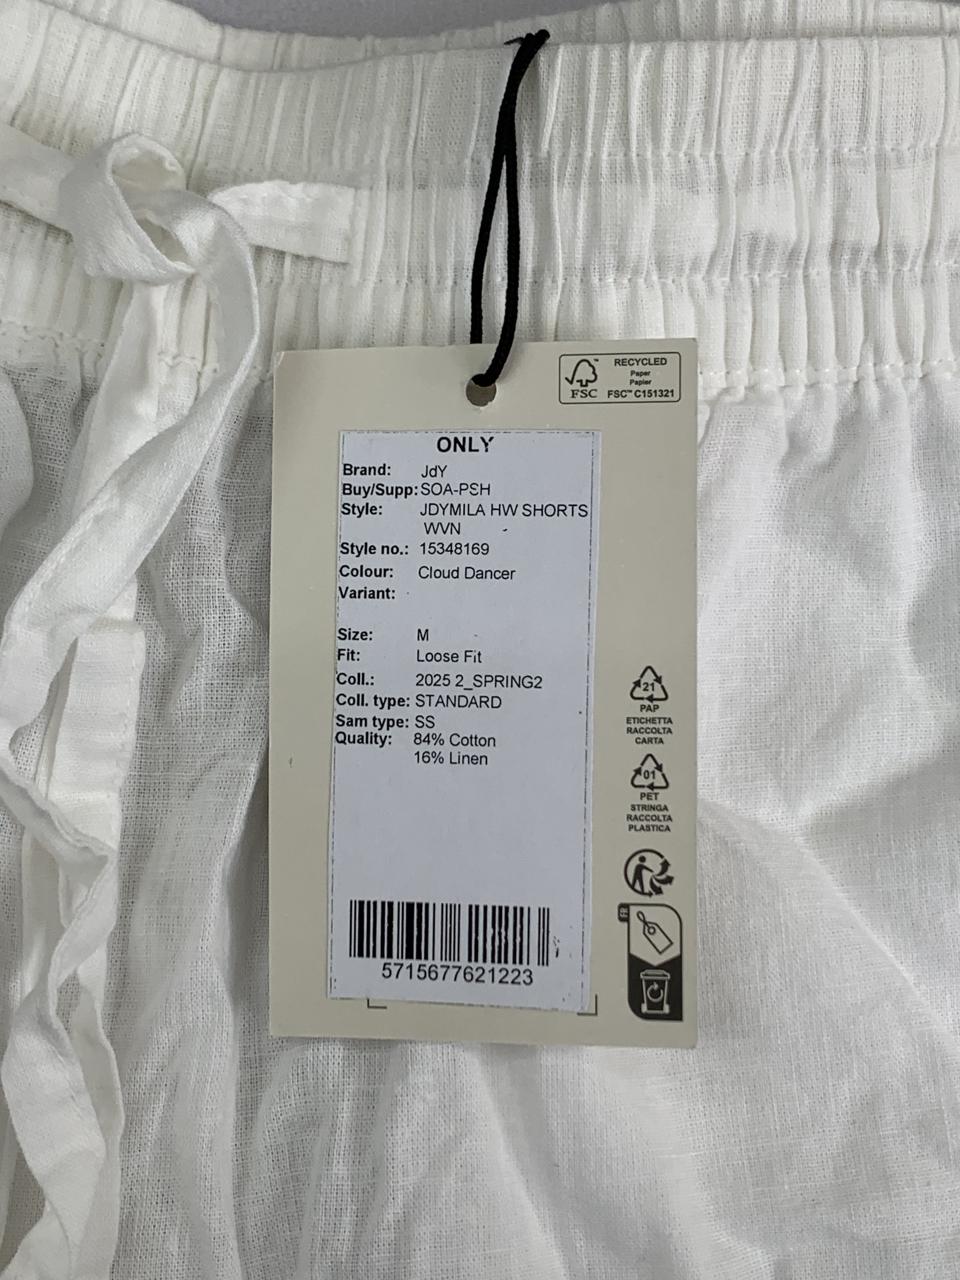 RECYCLED
Paper
Papier
FSC™ C151321
FSC
ONLY
Brand: JdY
Buy/Supp: SOA-PSH
Style: JDYMILA HW SHORTS
WVN -
Style no.: 15348169
Colour: Cloud Dancer
Variant:
Size: M
Fit: Loose Fit
Coll.: 2025 2_SPRING2
Coll. type: STANDARD
Sam type: SS
Quality: 84% Cotton
16% Linen
5715677621223
21
PAP
ETICHETTA
RACCOLTA
CARTA
01
PET
STRINGA
RACCOLTA
PLASTICA
FR